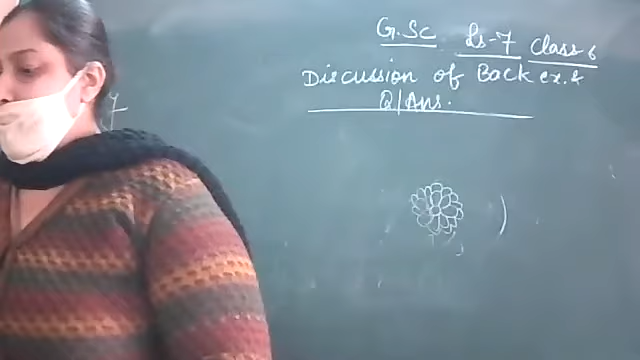 G.Sc Ls-7 Class 6
Discussion of Back ex. &
Q/Ans.